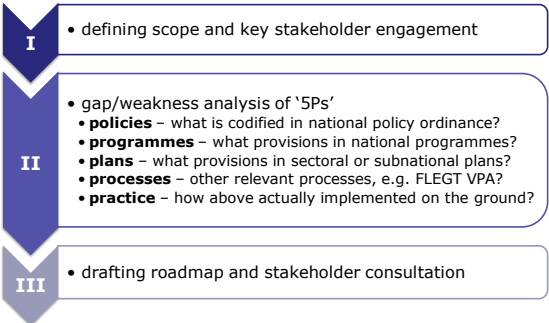 I
• defining scope and key stakeholder engagement
II
• gap/weakness analysis of ‘5Ps’
• policies – what is codified in national policy ordinance?
• programmes – what provisions in national programmes?
• plans – what provisions in sectoral or subnational plans?
• processes – other relevant processes, e.g. FLEGT VPA?
• practice – how above actually implemented on the ground?
III
• drafting roadmap and stakeholder consultation